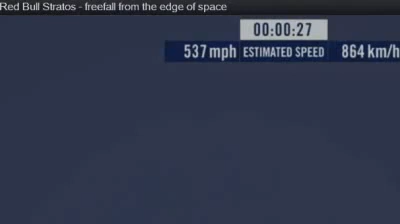 Red Bull Stratos - freefall from the edge of space
00:00:27
537 mph ESTIMATED SPEED 864 km/h